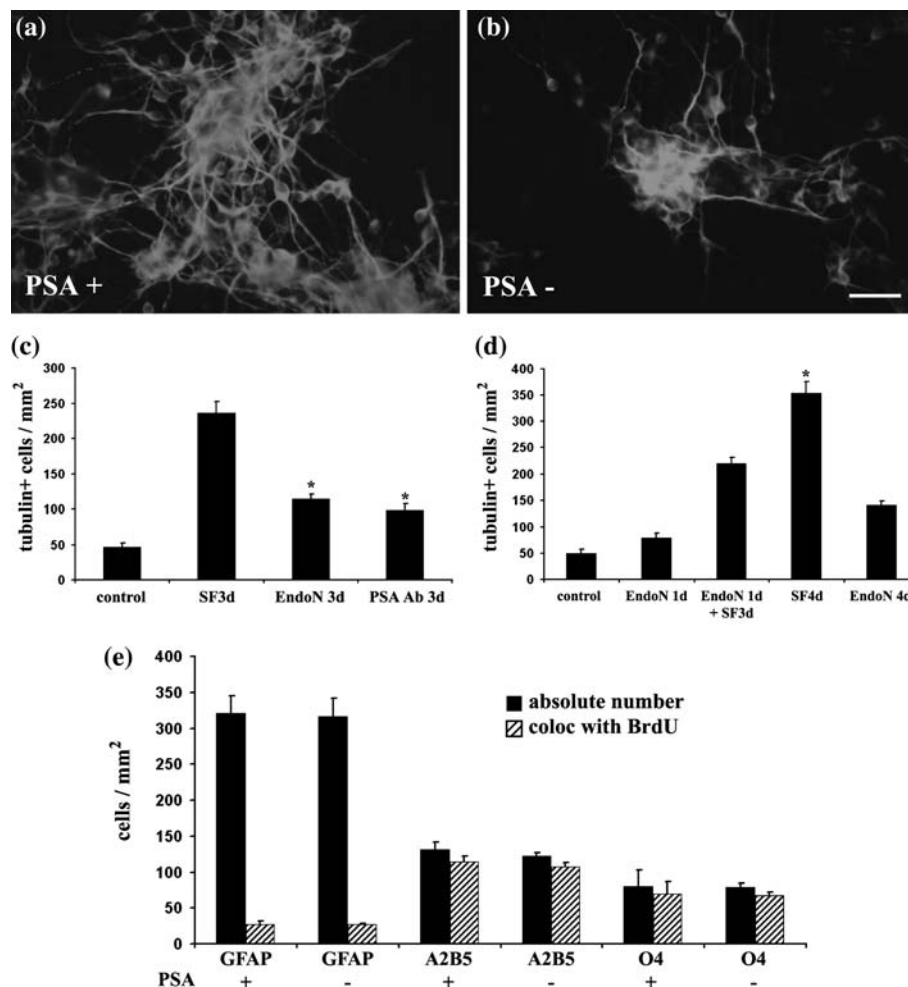 (a)
(b)
PSA +
PSA -
(c)
300
250
200
150
100
50
0
tubulin+ cells / mm²
*
*
control SF3d EndoN 3d PSA Ab 3d
(d)
400
350
300
250
200
150
100
50
0
tubulin+ cells / mm²
*
control EndoN 1d EndoN 1d SF4d EndoN 4d
+ SF3d
(e)
400
350
300
250
200
150
100
50
0
cells / mm²
absolute number
coloc with BrdU
GFAP GFAP A2B5 A2B5 O4 O4
PSA + - + - + -